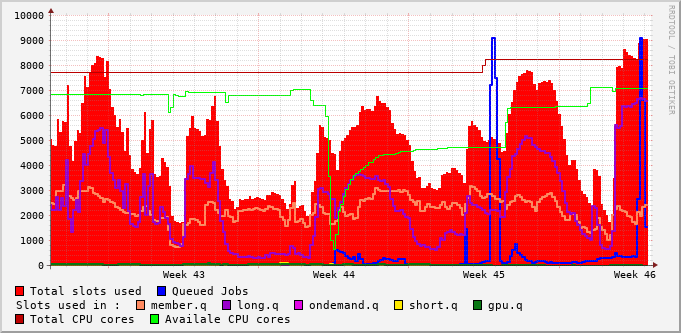 10000
9000
8000
7000
6000
5000
4000
3000
2000
1000
0
Week 43 Week 44 Week 45 Week 46
RRDTOOL / TOBI OETIKER
Total slots used Queued Jobs
Slots used in : member.q long.q ondemand.q short.q gpu.q
Total CPU cores Availale CPU cores